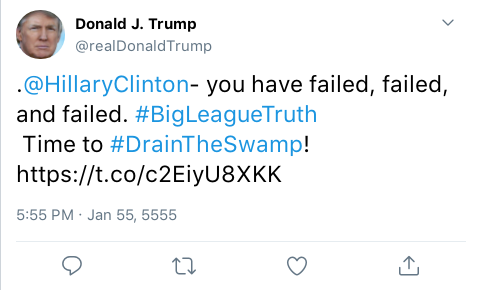 Donald J. Trump
@realDonaldTrump
.@HillaryClinton- you have failed, failed,
and failed. #BigLeagueTruth
Time to #DrainTheSwamp!
https://t.co/c2EiyU8XKK
5:55 PM · Jan 55, 5555